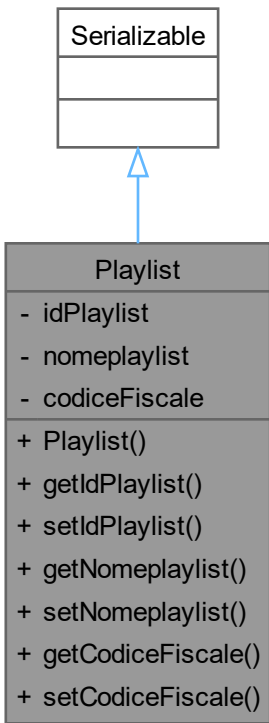 Serializable
Playlist
- idPlaylist
- nomeplaylist
- codiceFiscale
+ Playlist()
+ getIdPlaylist()
+ setIdPlaylist()
+ getNomeplaylist()
+ setNomeplaylist()
+ getCodiceFiscale()
+ setCodiceFiscale()